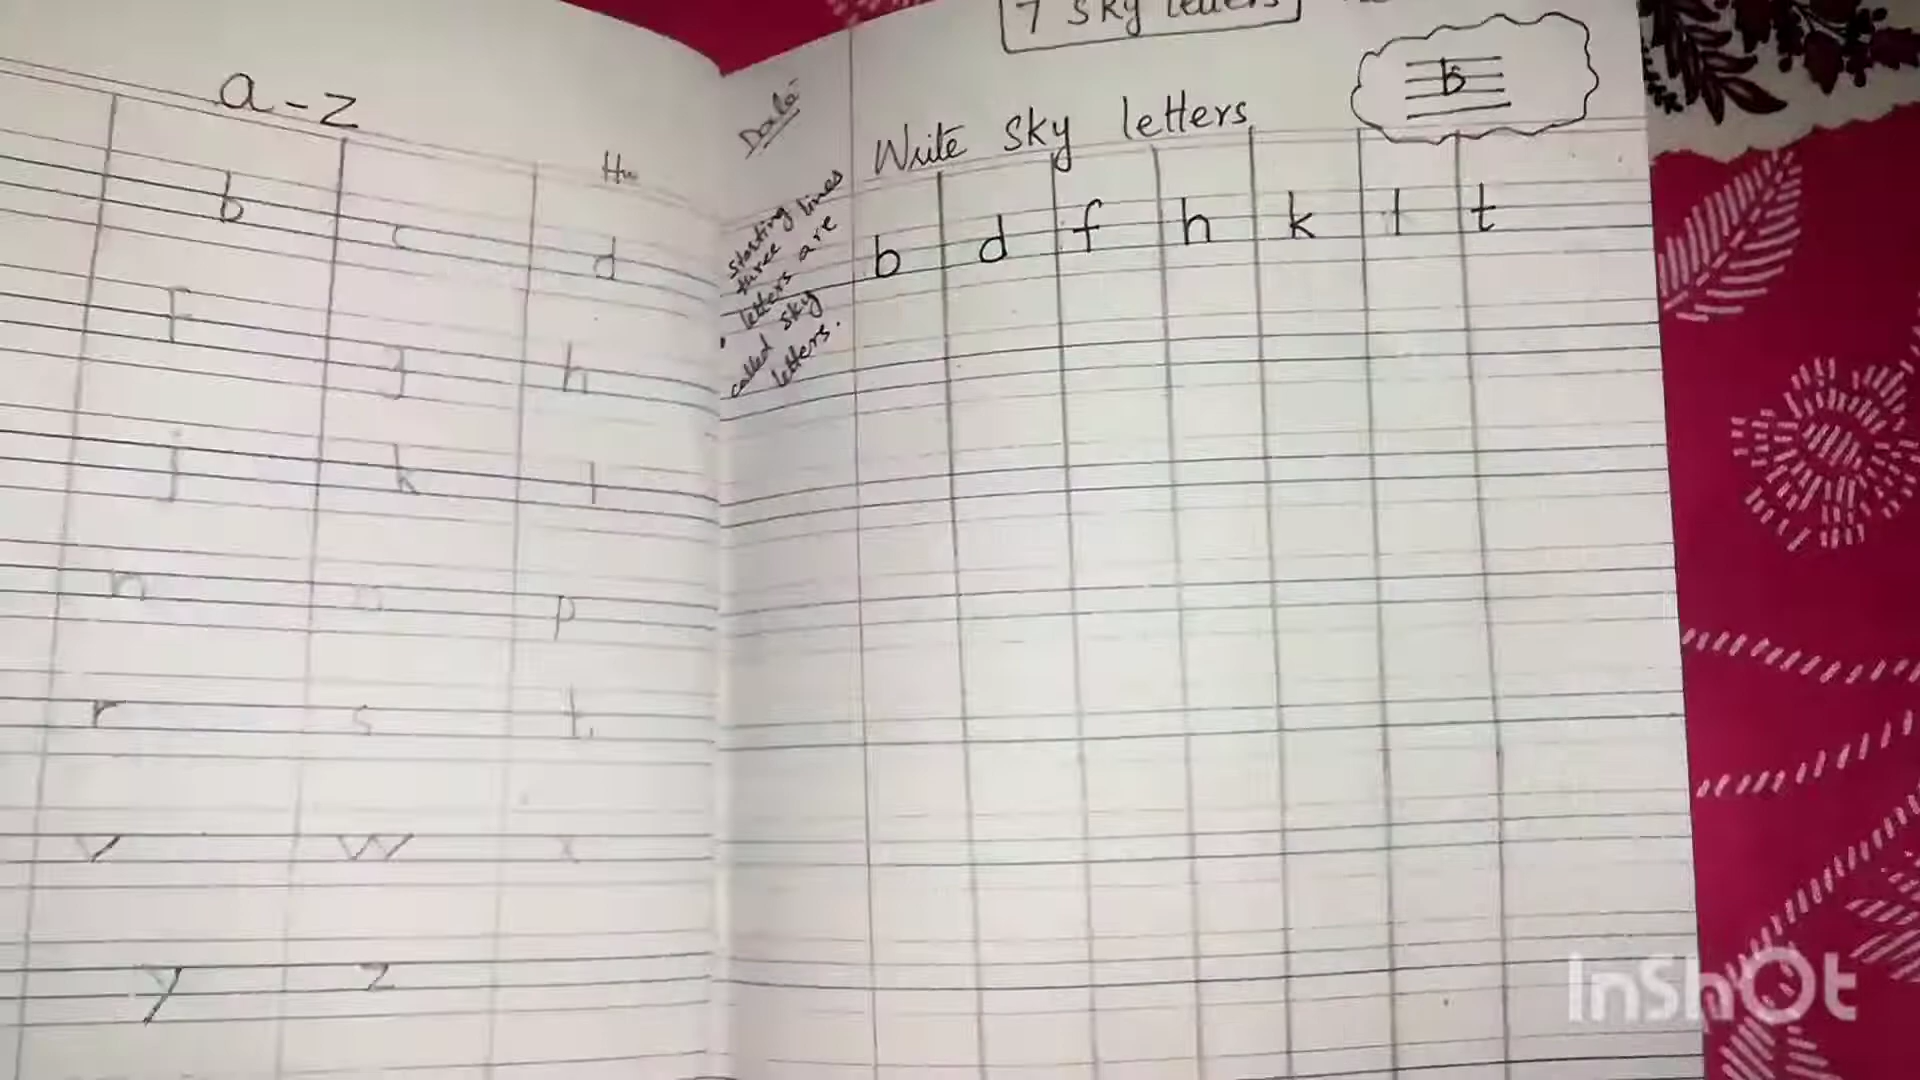 a - z
b c d
f g h
j k l
n o p
r s t
v w x
y z
7 Sky letters
b
Date
Write Sky letters
starting lines
three are
letters
called sky
letters.
b d f h k l t
InShOt